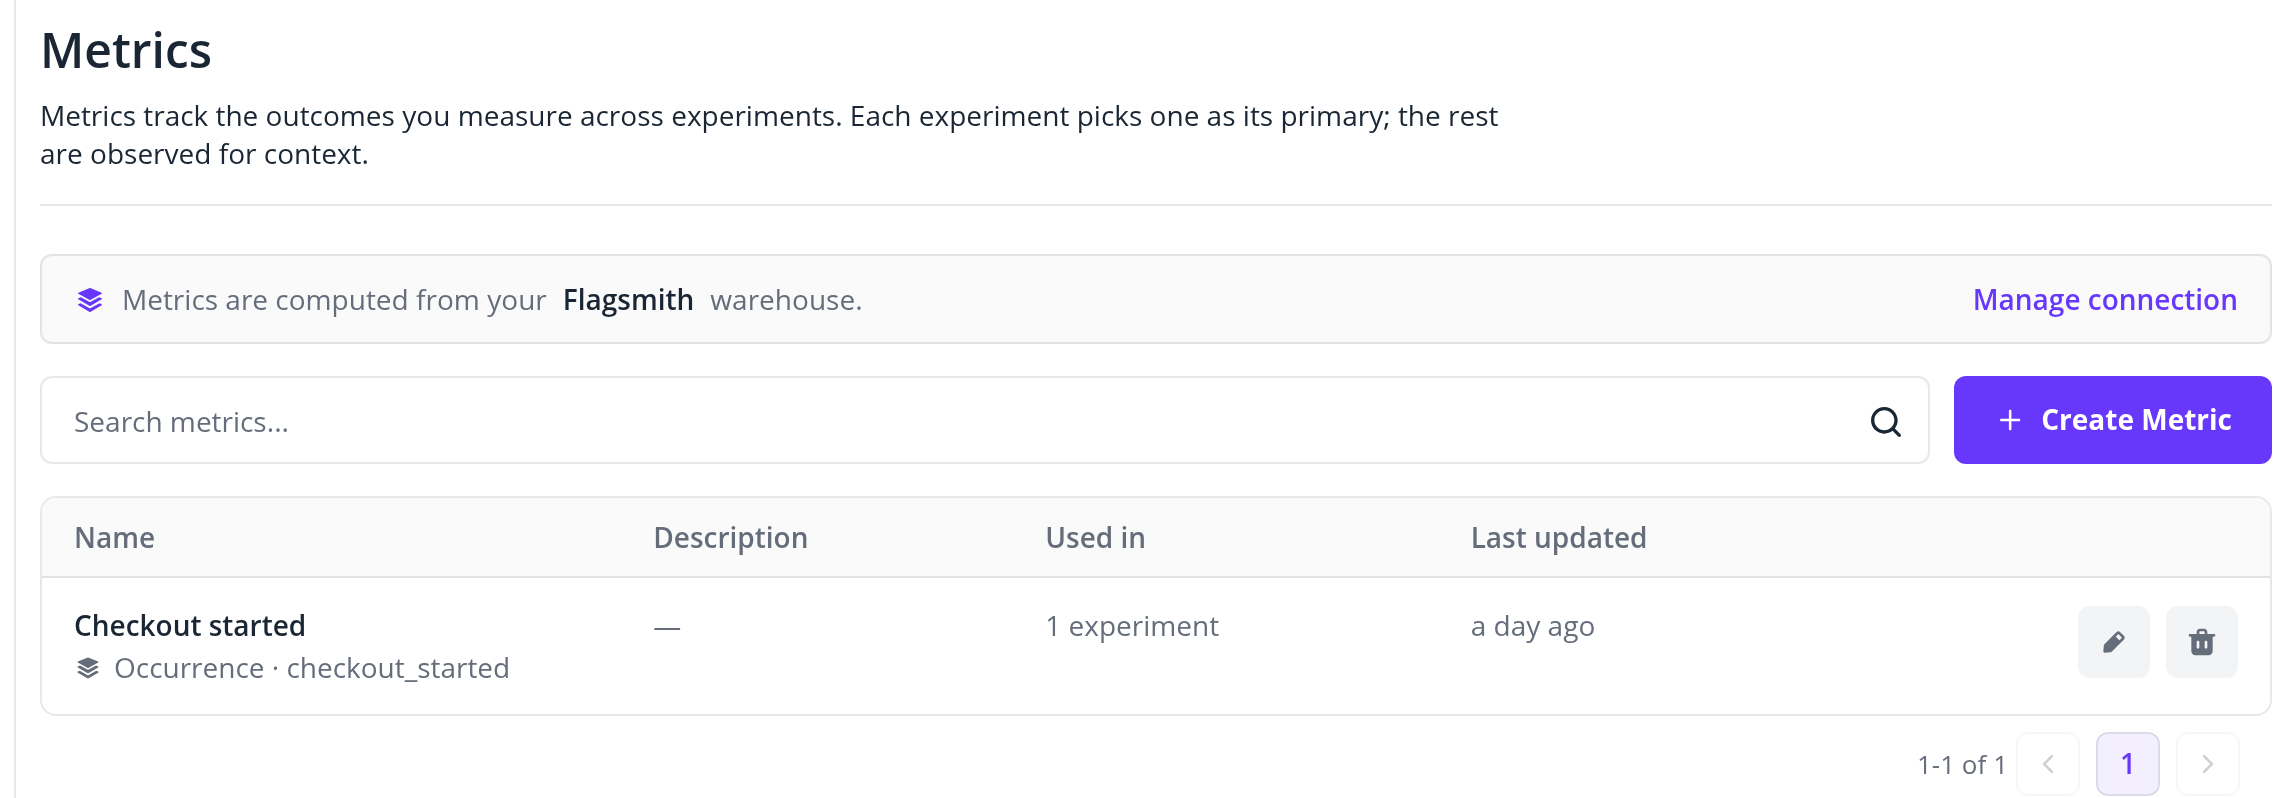 Metrics
Metrics track the outcomes you measure across experiments. Each experiment picks one as its primary; the rest
are observed for context.
Metrics are computed from your Flagsmith warehouse.
Manage connection
Search metrics...
Create Metric
Name Description Used in Last updated
Checkout started — 1 experiment a day ago
Occurrence · checkout_started
1-1 of 1 1